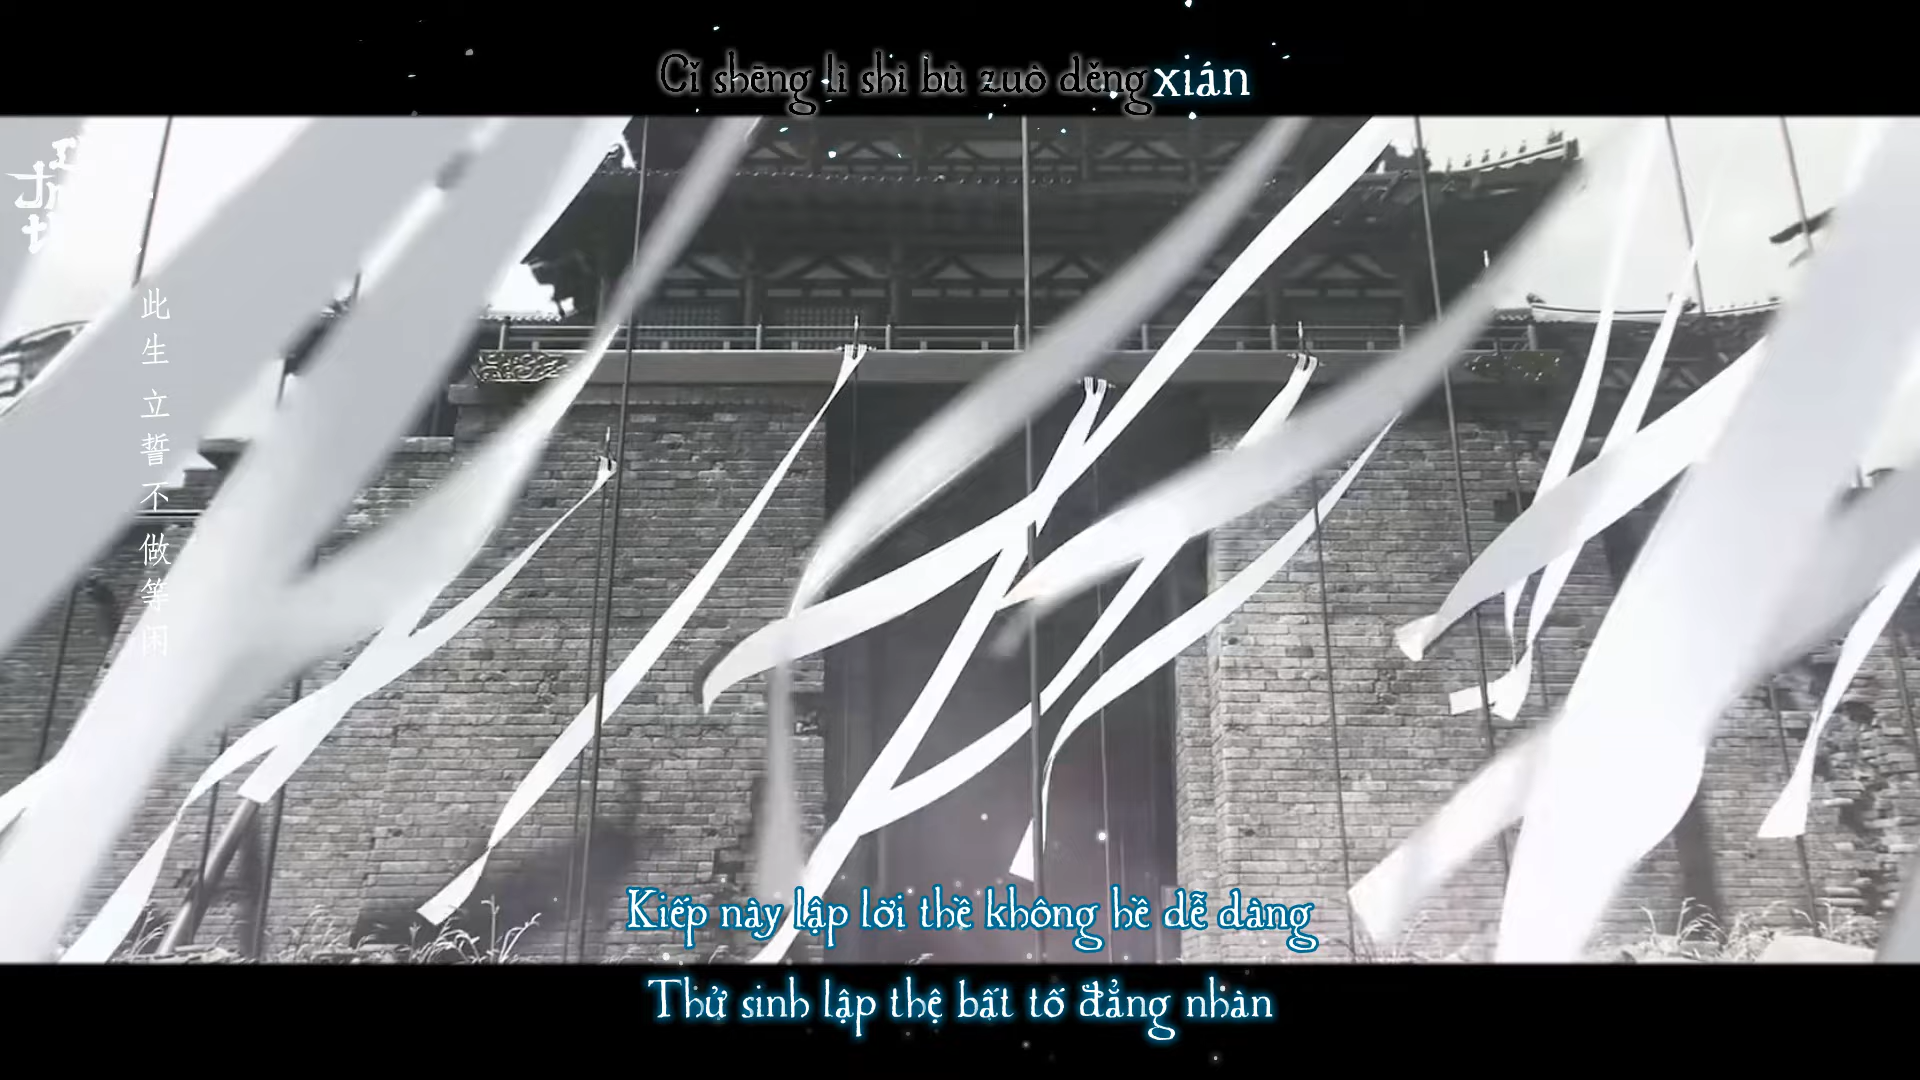 Cǐ shēng lì shì bù zuò děng xián
此生立誓不做等闲
Kiếp này lập lời thề không hề dễ dàng
Thử sinh lập thệ bất tố đẳng nhàn